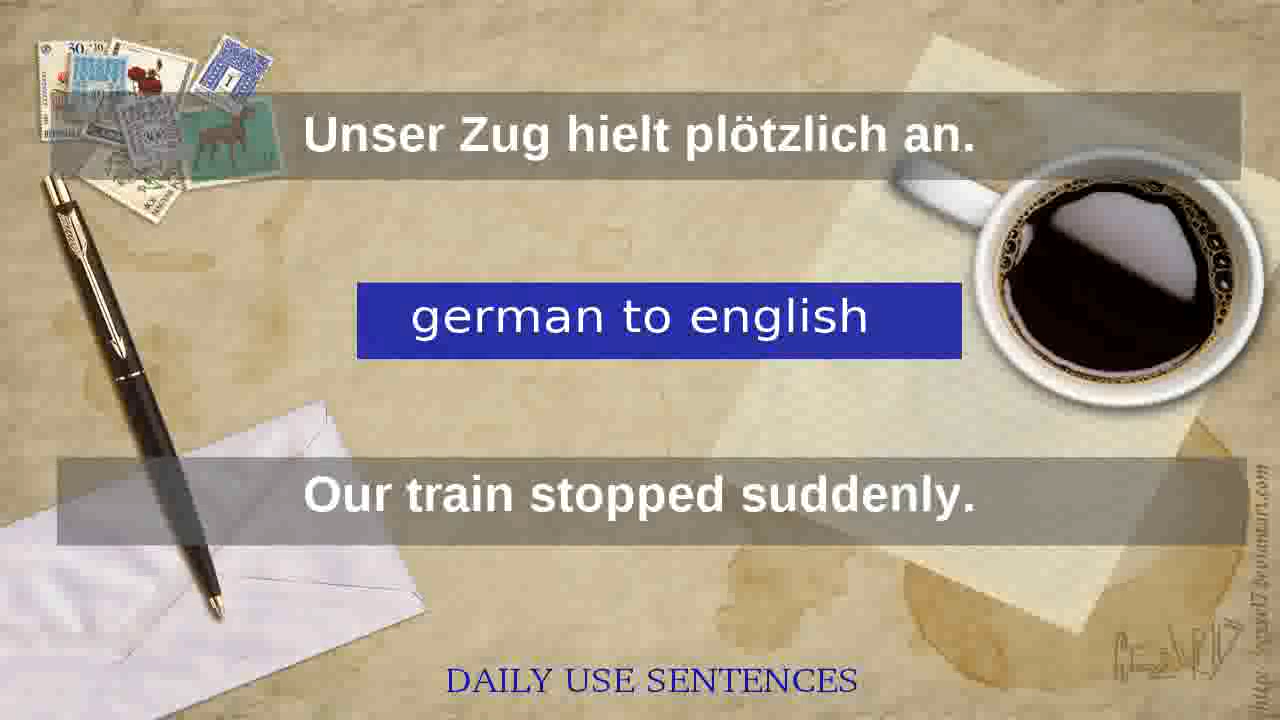 Unser Zug hielt plötzlich an.
german to english
Our train stopped suddenly.
DAILY USE SENTENCES